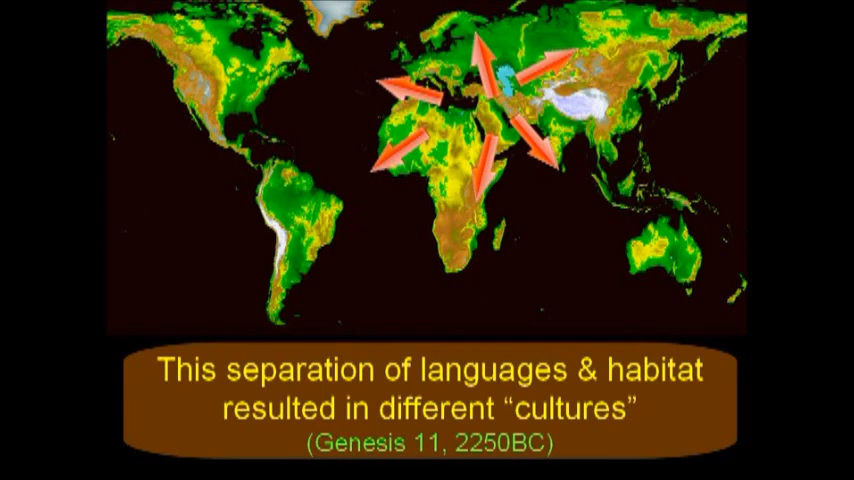 This separation of languages & habitat
resulted in different “cultures”
(Genesis 11, 2250BC)